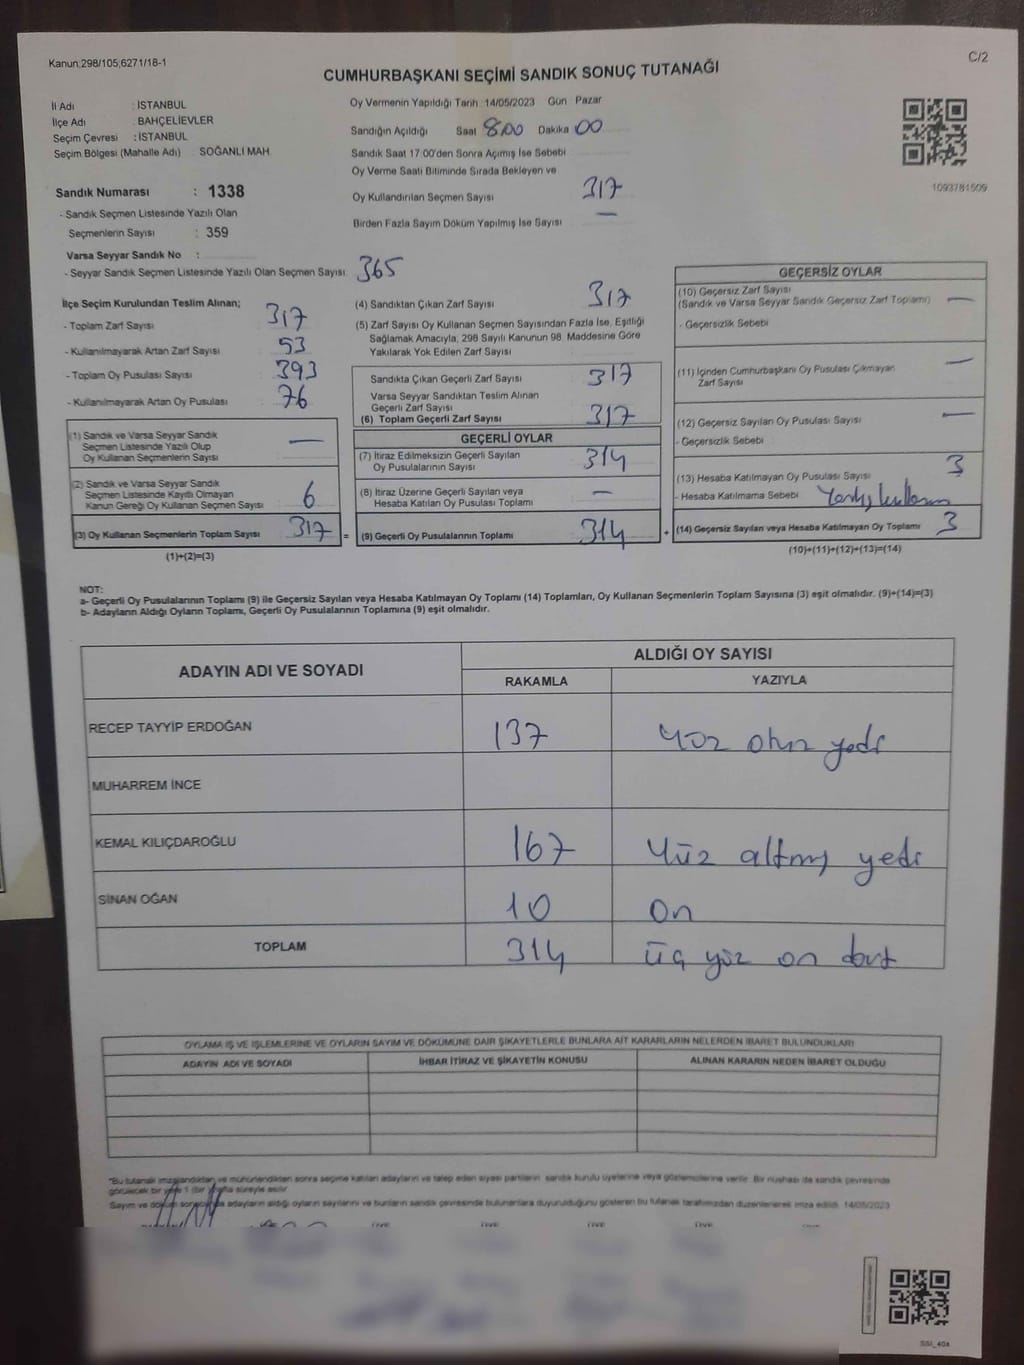 Kanun:298/105,6271/18-1
C/2
CUMHURBAŞKANI SEÇİMİ SANDIK SONUÇ TUTANAĞI
İl Adı : İSTANBUL
İlçe Adı : BAHÇELİEVLER
Seçim Çevresi : İSTANBUL
Seçim Bölgesi (Mahalle Adı) : SOĞANLI MAH
Sandık Numarası : 1338
- Sandık Seçmen Listesinde Yazılı Olan
Seçmenlerin Sayısı : 359
Varsa Seyyar Sandık No :
- Seyyar Sandık Seçmen Listesinde Yazılı Olan Seçmen Sayısı: 365
Oy Vermenin Yapıldığı Tarih :14/05/2023 Gün Pazar
Sandığın Açıldığı Saat 8.00 Dakika 00
Sandık Saat 17:00'den Sonra Açımış İse Sebebi
Oy Verme Saati Bitiminde Sırada Bekleyen ve
Oy Kullandırılan Seçmen Sayısı 317
Birden Fazla Sayım Döküm Yapılmış İse Sayısı —
1093781509
İlçe Seçim Kurulundan Teslim Alınan;
- Toplam Zarf Sayısı 317
- Kullanılmayarak Artan Zarf Sayısı 53
- Toplam Oy Pusulası Sayısı 393
- Kullanılmayarak Artan Oy Pusulası 76
(1) Sandık ve Varsa Seyyar Sandık
Seçmen Listesinde Yazılı Olup
Oy Kullanan Seçmenlerin Sayısı —
(2) Sandık ve Varsa Seyyar Sandık
Seçmen Listesinde Kayıtlı Olmayan
Kanun Gereği Oy Kullanan Seçmen Sayısı 6
(3) Oy Kullanan Seçmenlerin Toplam Sayısı 317 =
(1)+(2)=(3)
(4) Sandıktan Çıkan Zarf Sayısı 317
(5) Zarf Sayısı Oy Kullanan Seçmen Sayısından Fazla İse, Eşitliği
Sağlamak Amacıyla; 298 Sayılı Kanunun 98. Maddesine Göre
Yakılarak Yok Edilen Zarf Sayısı
Sandıkta Çıkan Geçerli Zarf Sayısı 317
Varsa Seyyar Sandıktan Teslim Alınan
Geçerli Zarf Sayısı
(6) Toplam Geçerli Zarf Sayısı 317
GEÇERLİ OYLAR
(7) İtiraz Edilmeksizin Geçerli Sayılan
Oy Pusulalarının Sayısı 314
(8) İtiraz Üzerine Geçerli Sayılan veya
Hesaba Katılan Oy Pusulası Toplamı —
(9) Geçerli Oy Pusulalarının Toplamı 314 +
GEÇERSİZ OYLAR
(10) Geçersiz Zarf Sayısı
(Sandık ve Varsa Seyyar Sandık Geçersiz Zarf Toplamı) —
- Geçersizlik Sebebi
(11) İçinden Cumhurbaşkanı Oy Pusulası Çıkmayan
Zarf Sayısı —
(12) Geçersiz Sayılan Oy Pusulası Sayısı —
- Geçersizlik Sebebi
(13) Hesaba Katılmayan Oy Pusulası Sayısı 3
- Hesaba Katılmama Sebebi
(14) Geçersiz Sayılan veya Hesaba Katılmayan Oy Toplamı 3
(10)+(11)+(12)+(13)=(14)
NOT:
a- Geçerli Oy Pusulalarının Toplamı (9) ile Geçersiz Sayılan veya Hesaba Katılmayan Oy Toplamı (14) Toplamları, Oy Kullanan Seçmenlerin Toplam Sayısına (3) eşit olmalıdır. (9)+(14)=(3)
b- Adayların Aldığı Oyların Toplamı, Geçerli Oy Pusulalarının Toplamına (9) eşit olmalıdır.
ADAYIN ADI VE SOYADI
ALDIĞI OY SAYISI
RAKAMLA YAZIYLA
RECEP TAYYİP ERDOĞAN 137 yüz otuz yedi
MUHARREM İNCE
KEMAL KILIÇDAROĞLU 167 Yüz altmış yedi
SİNAN OĞAN 10 on
TOPLAM 314 üç yüz on dört
OYLAMA İŞ VE İŞLEMLERİNE VE OYLARIN SAYIM VE DÖKÜMÜNE DAİR ŞİKAYETLERLE BUNLARA AİT KARARLARIN NELERDEN İBARET BULUNDUKLARI
ADAYIN ADI VE SOYADI İHBAR İTİRAZ VE ŞİKAYETİN KONUSU ALINAN KARARIN NEDEN İBARET OLDUĞU
"Bu tutanak imzalandıktan ve mühürlendikten sonra seçime katılan adayların ve talep eden siyasi partilerin sandık kurulu üyelerine veya gözlemcilerine verilir. Bir nüshası da sandık çevresinde
görülecek bir yere 1 (bir) hafta süreyle asılır.
Sayım ve döküm sonucunda adayların aldığı oyların sayılarını ve bunların sandık çevresinde bulunanlara duyurulduğunu gösteren bu tutanak tarafımızdan düzenlenerek imza edildi. 14/05/2023